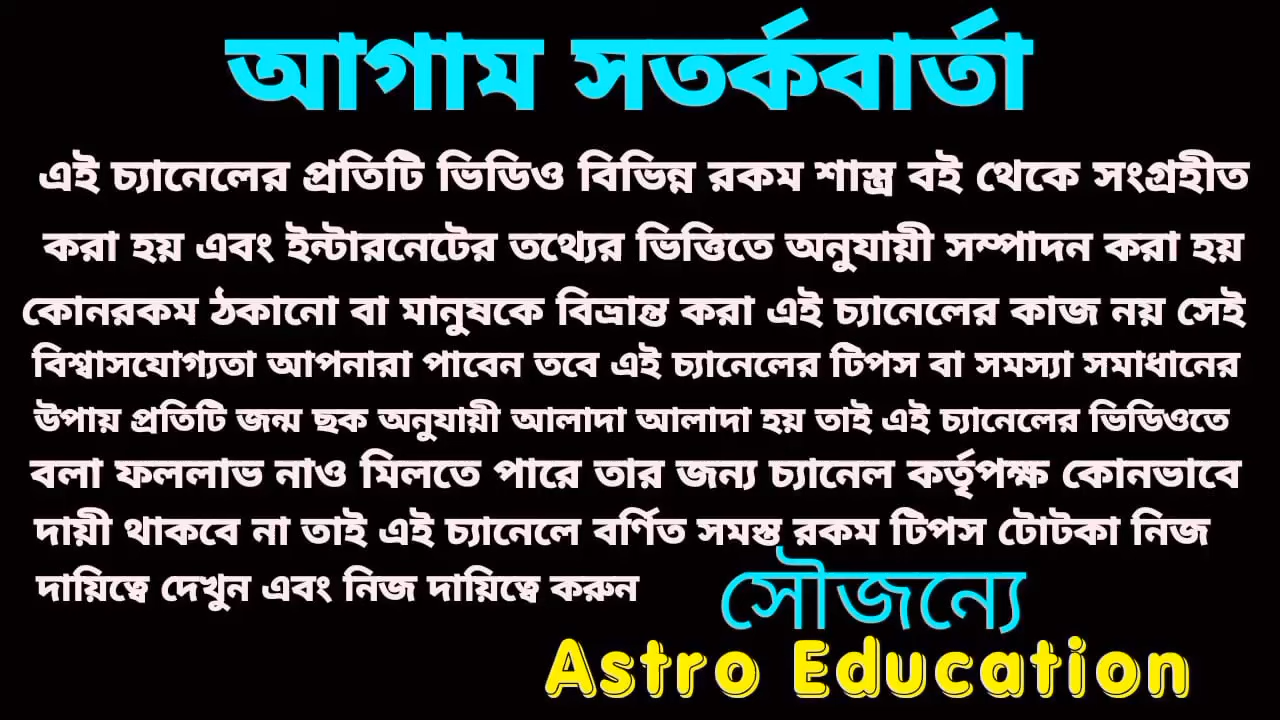 আগাম সতর্কবার্তা
এই চ্যানেলের প্রতিটি ভিডিও বিভিন্ন রকম শাস্ত্র বই থেকে সংগ্রহীত
করা হয় এবং ইন্টারনেটের তথ্যের ভিত্তিতে অনুযায়ী সম্পাদন করা হয়
কোনরকম ঠকানো বা মানুষকে বিভ্রান্ত করা এই চ্যানেলের কাজ নয় সেই
বিশ্বাসযোগ্যতা আপনারা পাবেন তবে এই চ্যানেলের টিপস বা সমস্যা সমাধানের
উপায় প্রতিটি জন্ম ছক অনুযায়ী আলাদা আলাদা হয় তাই এই চ্যানেলের ভিডিওতে
বলা ফললাভ নাও মিলতে পারে তার জন্য চ্যানেল কর্তৃপক্ষ কোনভাবে
দায়ী থাকবে না তাই এই চ্যানেলে বর্ণিত সমস্ত রকম টিপস টোটকা নিজ
দায়িত্বে দেখুন এবং নিজ দায়িত্বে করুন
সৌজন্যে
Astro Education